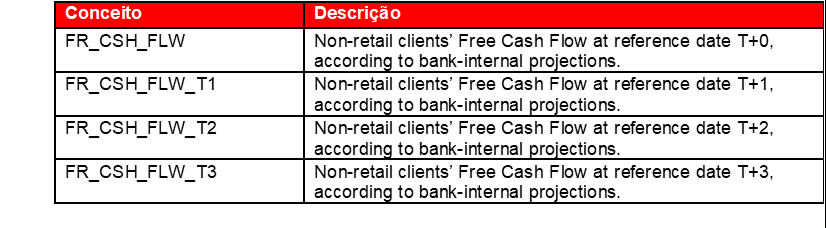 Conceito Descrição
FR_CSH_FLW Non-retail clients’ Free Cash Flow at reference date T+0,
according to bank-internal projections.
FR_CSH_FLW_T1 Non-retail clients’ Free Cash Flow at reference date T+1,
according to bank-internal projections.
FR_CSH_FLW_T2 Non-retail clients’ Free Cash Flow at reference date T+2,
according to bank-internal projections.
FR_CSH_FLW_T3 Non-retail clients’ Free Cash Flow at reference date T+3,
according to bank-internal projections.